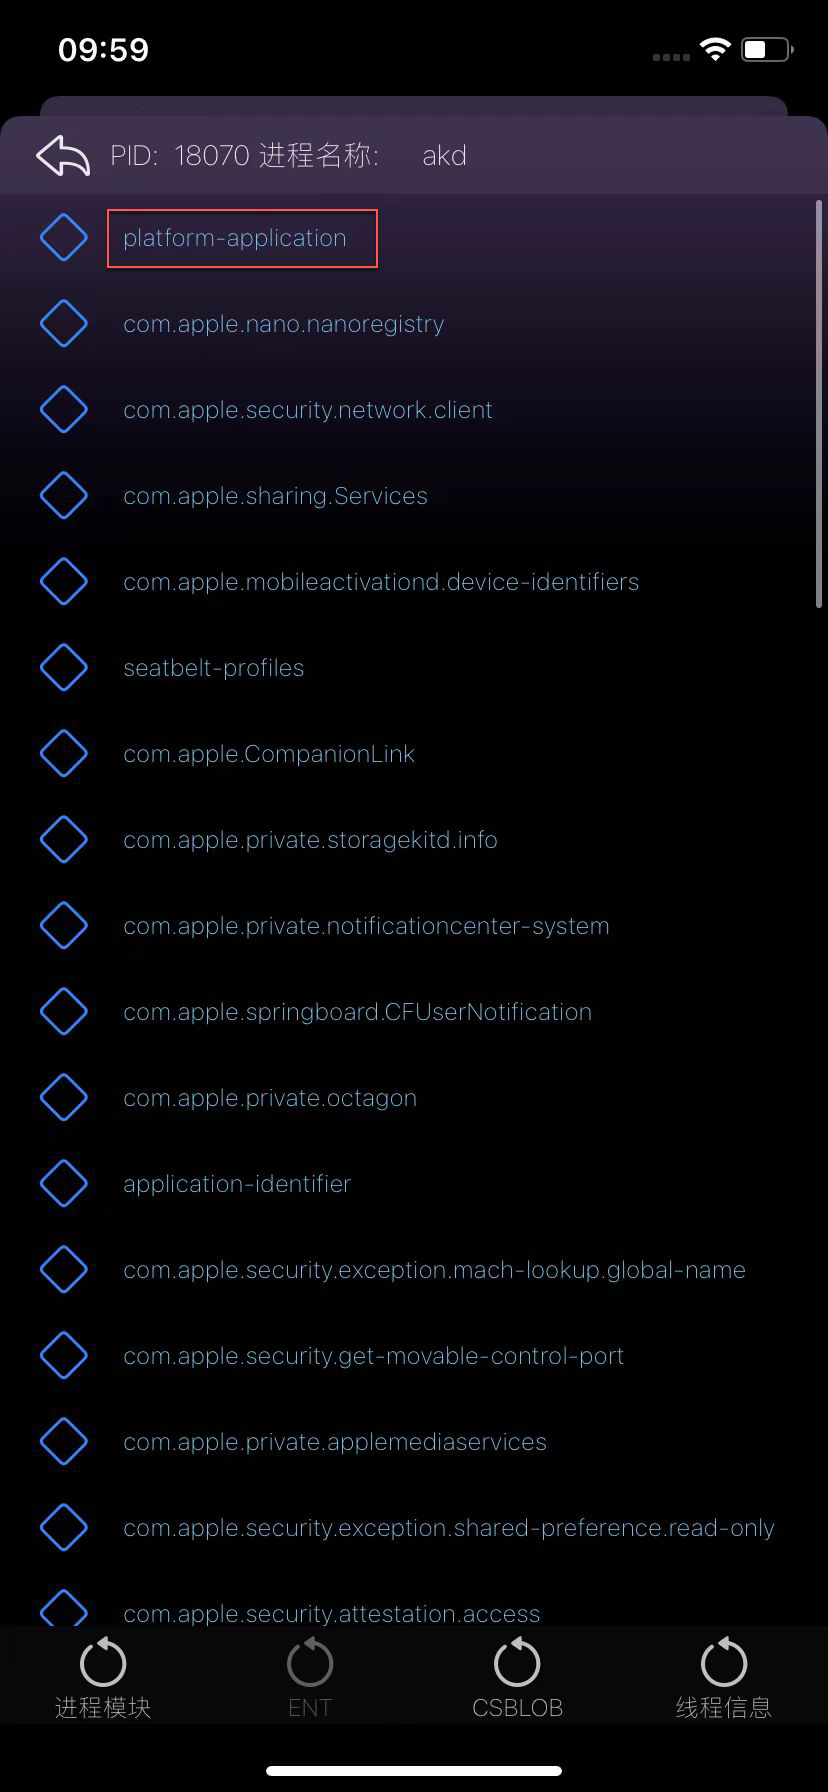 09:59
PID: 18070 进程名称: akd
platform-application
com.apple.nano.nanoregistry
com.apple.security.network.client
com.apple.sharing.Services
com.apple.mobileactivationd.device-identifiers
seatbelt-profiles
com.apple.CompanionLink
com.apple.private.storagekitd.info
com.apple.private.notificationcenter-system
com.apple.springboard.CFUserNotification
com.apple.private.octagon
application-identifier
com.apple.security.exception.mach-lookup.global-name
com.apple.security.get-movable-control-port
com.apple.private.applemediaservices
com.apple.security.exception.shared-preference.read-only
com.apple.security.attestation.access
进程模块 ENT CSBLOB 线程信息